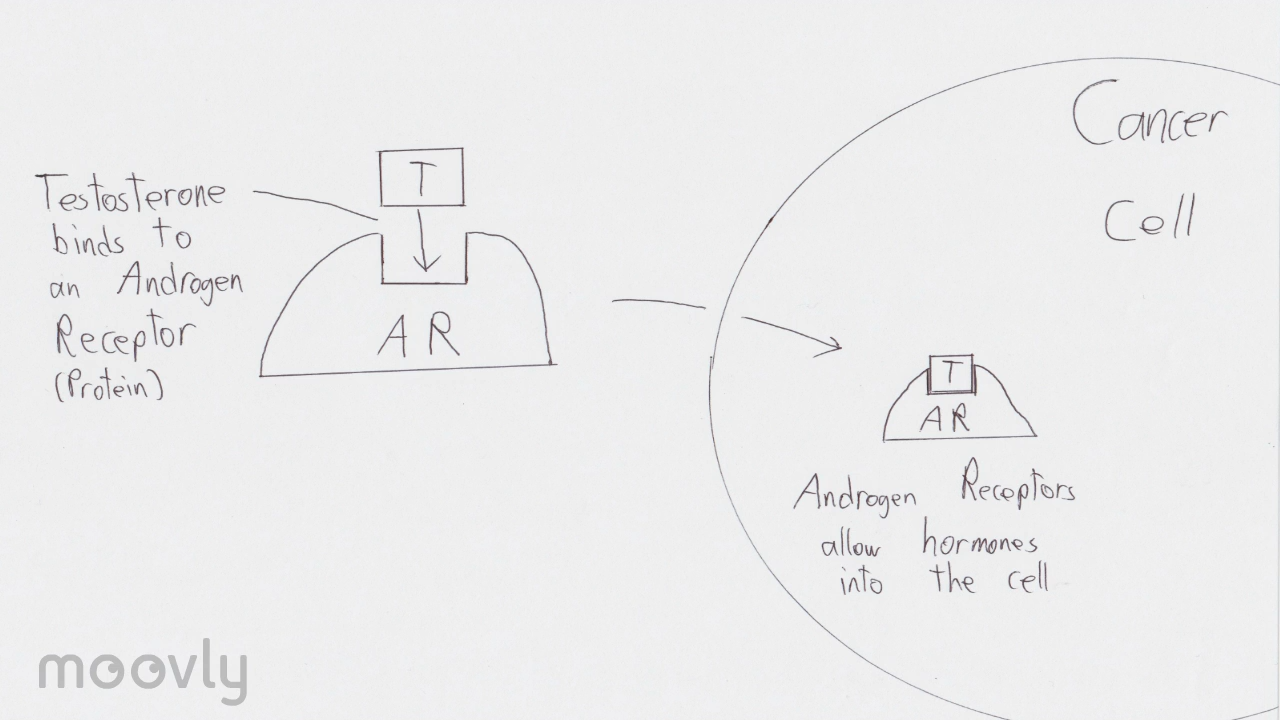 Testosterone
binds to
an Androgen
Receptor
(Protein)
T
AR
Cancer
Cell
T
AR
Androgen Receptors
allow hormones
into the cell
moovly